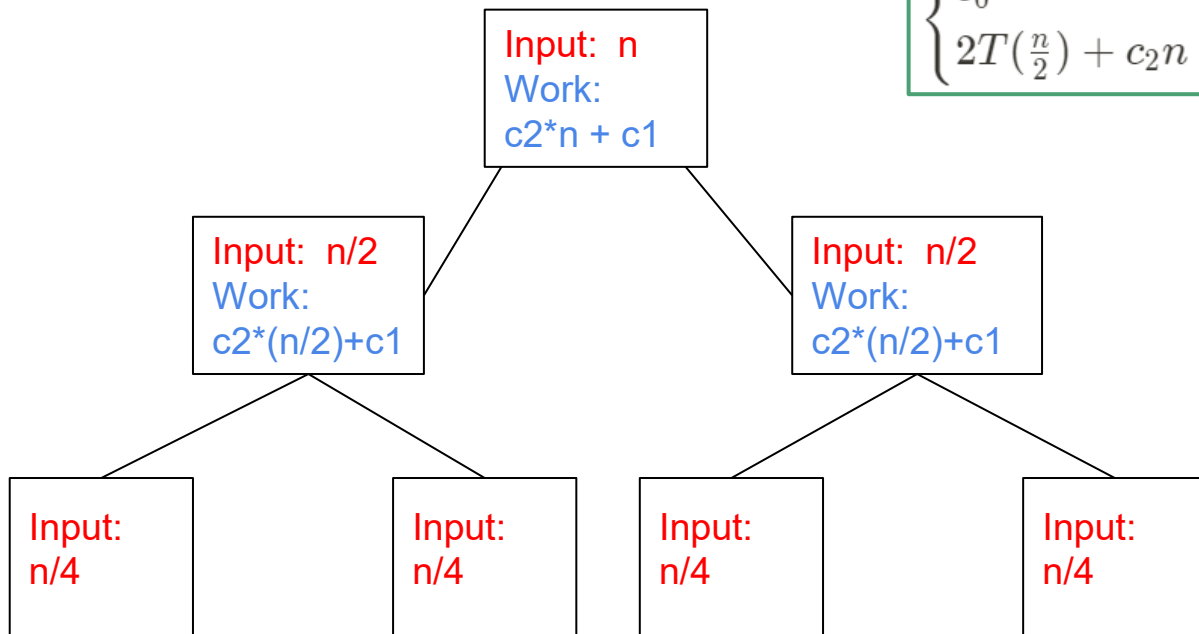 2T(n/2) + c₂n
Input: n
Work:
c2*n + c1
Input: n/2
Work:
c2*(n/2)+c1
Input: n/2
Work:
c2*(n/2)+c1
Input:
n/4
Input:
n/4
Input:
n/4
Input:
n/4